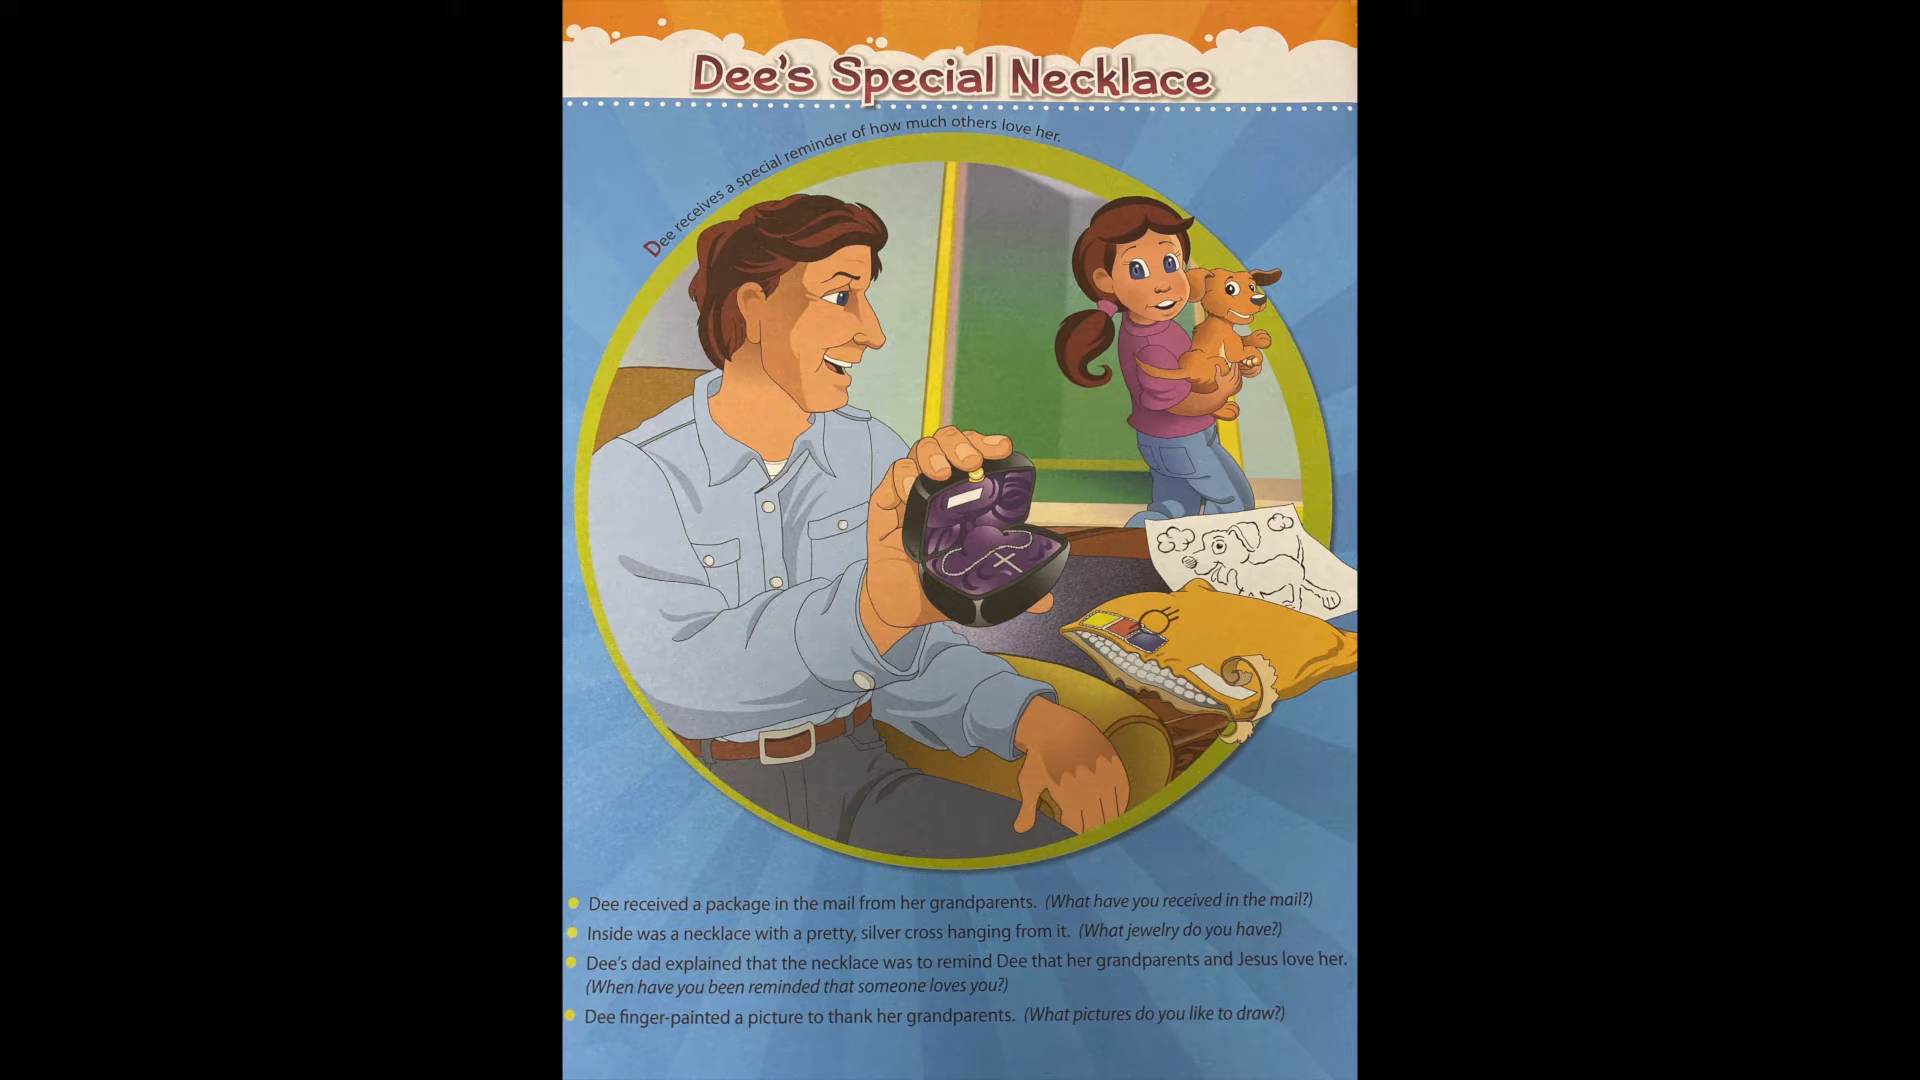 Dee's Special Necklace
Dee receives a special reminder of how much others love her.
Dee received a package in the mail from her grandparents. (What have you received in the mail?)
Inside was a necklace with a pretty, silver cross hanging from it. (What jewelry do you have?)
Dee's dad explained that the necklace was to remind Dee that her grandparents and Jesus love her.
(When have you been reminded that someone loves you?)
Dee finger-painted a picture to thank her grandparents. (What pictures do you like to draw?)